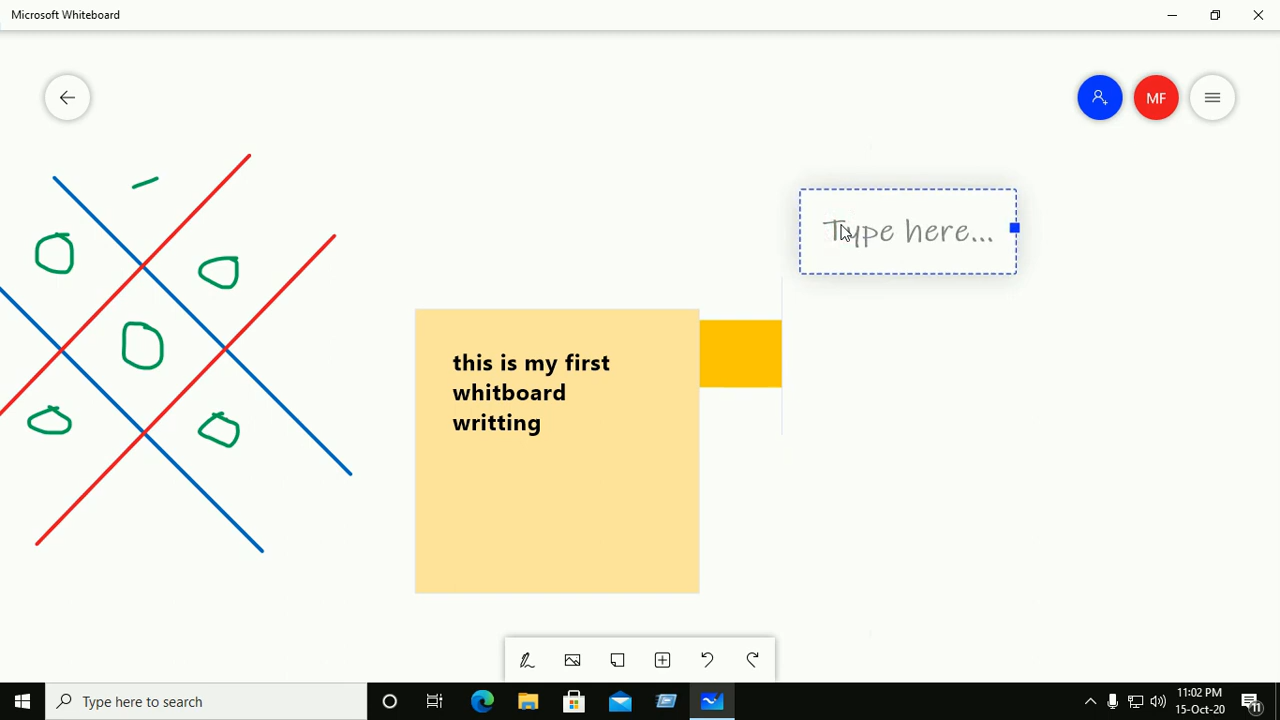 Microsoft Whiteboard
MF
Type here...
this is my first
whitboard
writting
Type here to search
11:02 PM
15-Oct-20
11